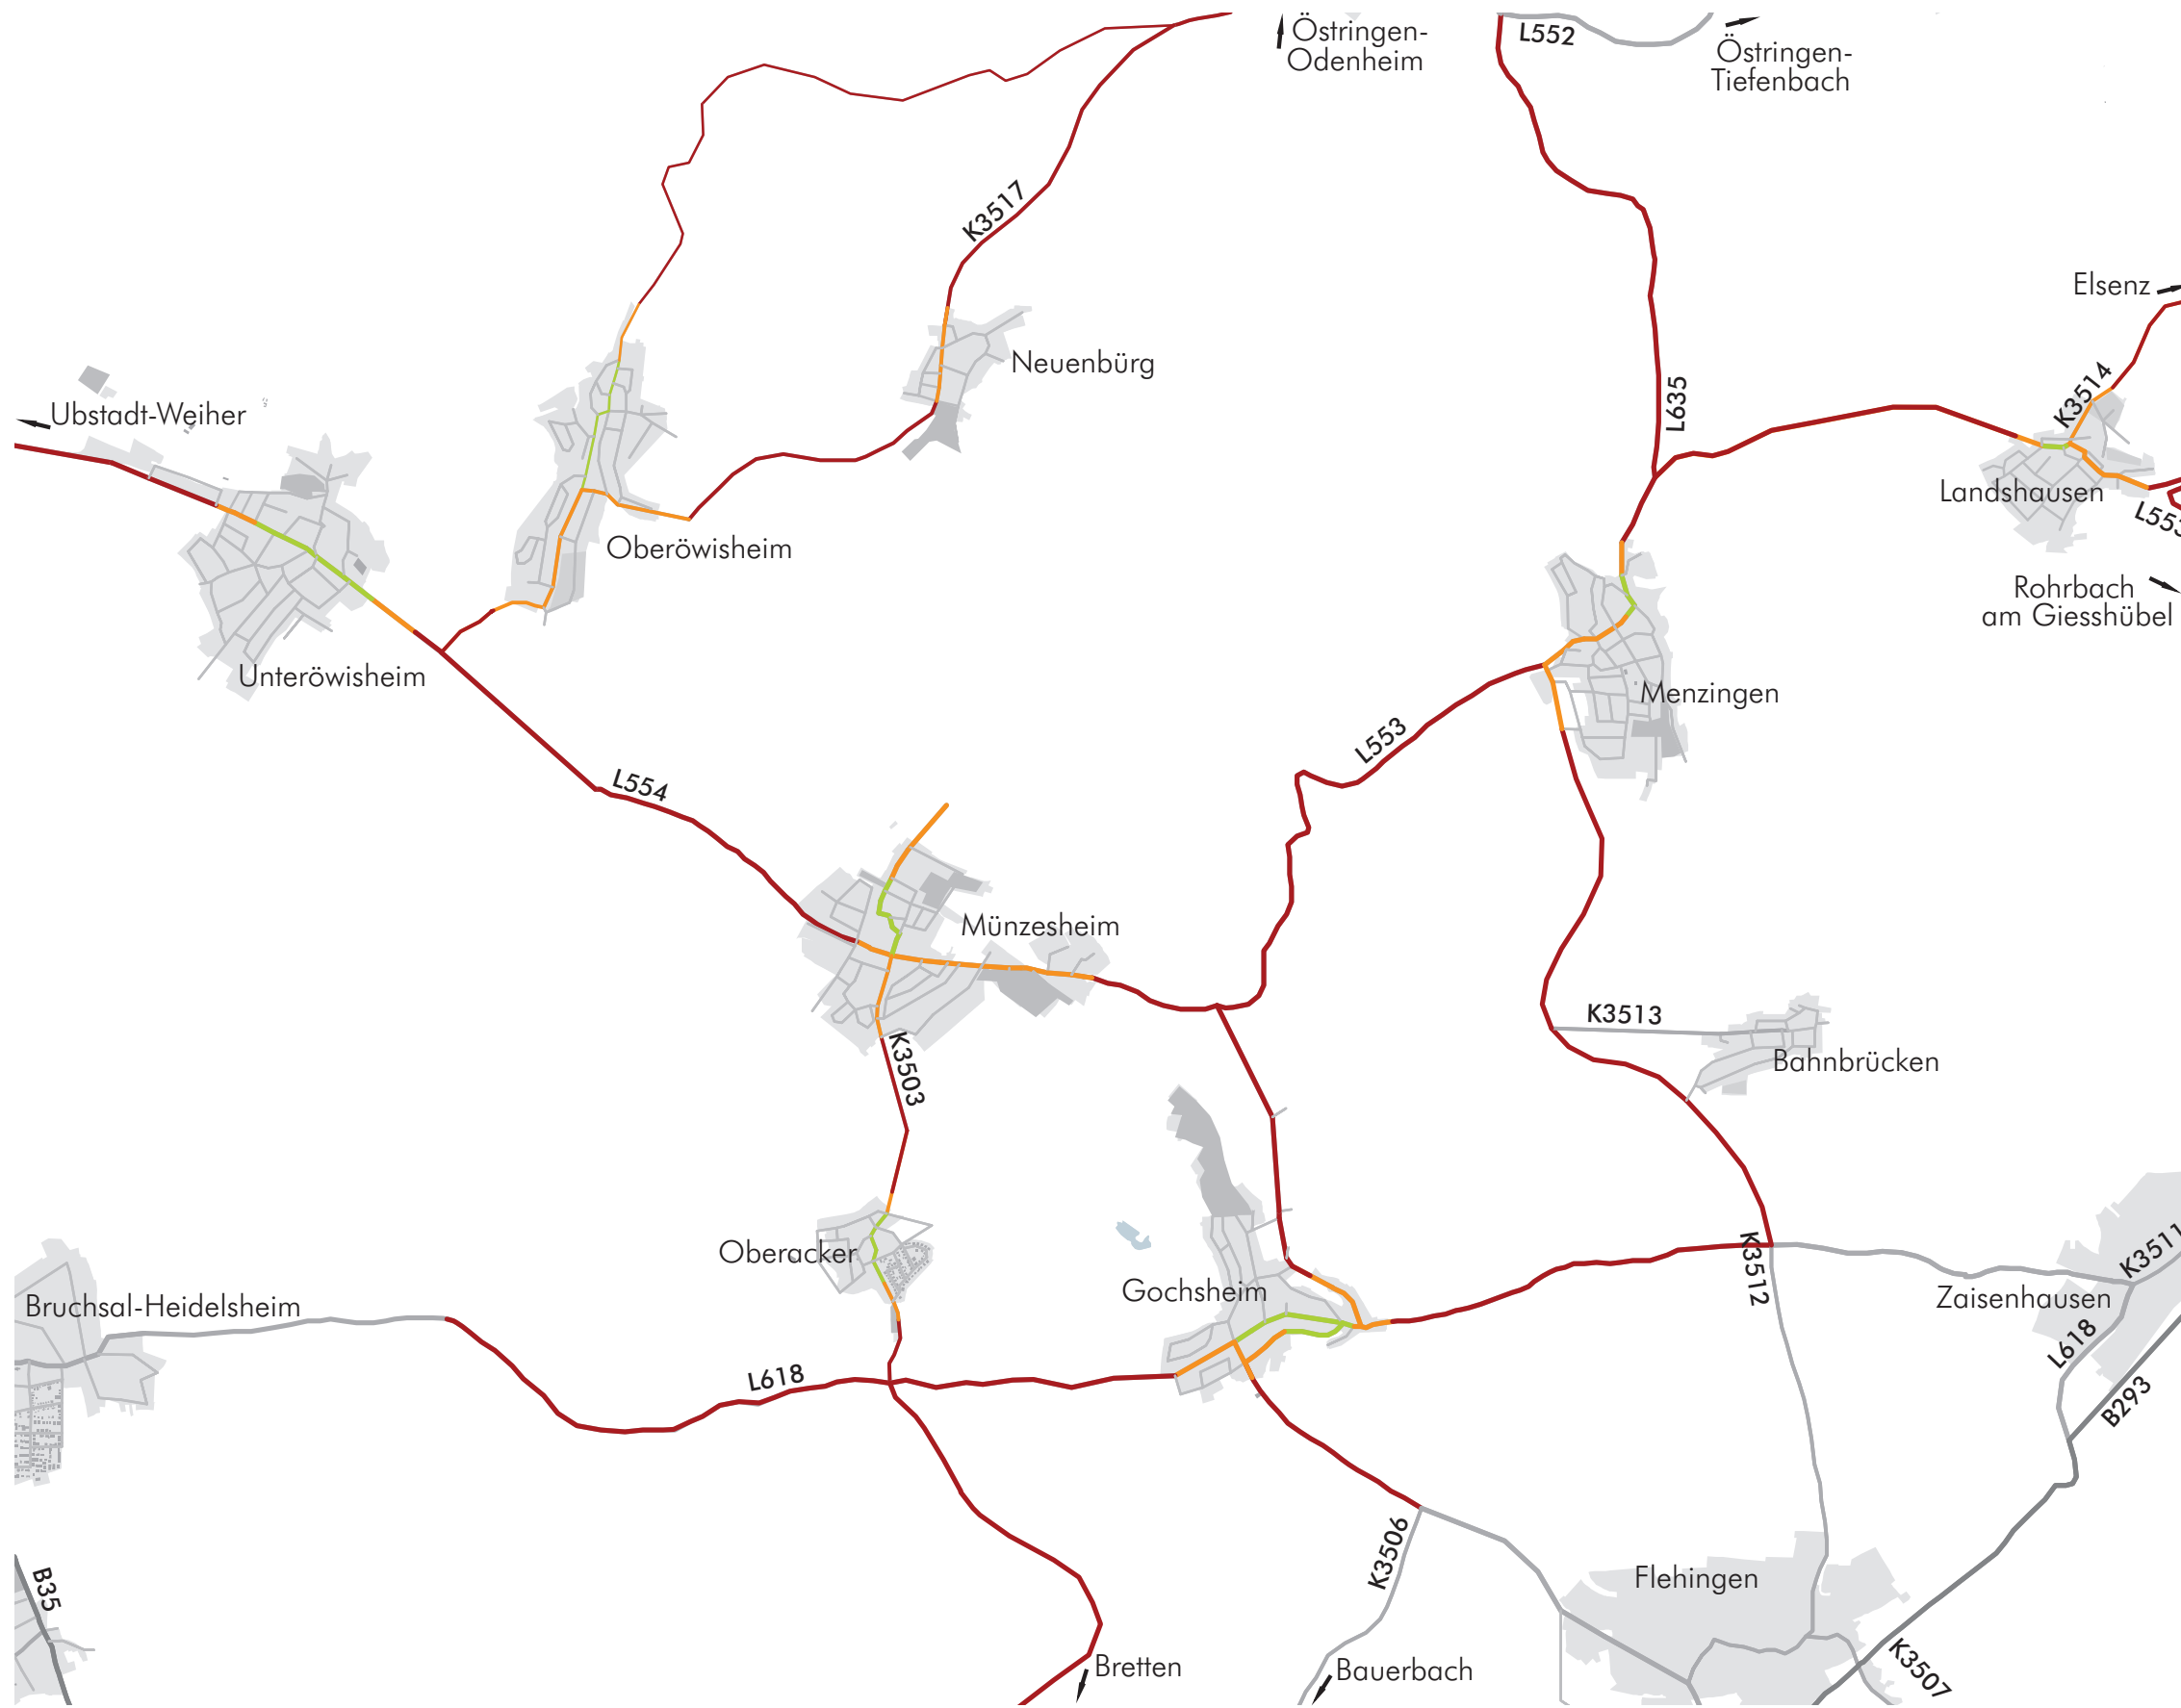 Östringen-
Odenheim
L552
Östringen-
Tiefenbach
K3517
Elsenz
Neuenbürg
K3514
L635
Ubstadt-Weiher
Landshausen
L553
Oberöwisheim
Rohrbach
am Giesshübel
Unteröwisheim
Menzingen
L553
L554
Münzesheim
K3513
Bahnbrücken
K3503
Oberacker
K3511
K3512
Gochsheim
Zaisenhausen
Bruchsal-Heidelsheim
L618
L618
B293
K3506
Flehingen
B35
Bretten
Bauerbach
K3507